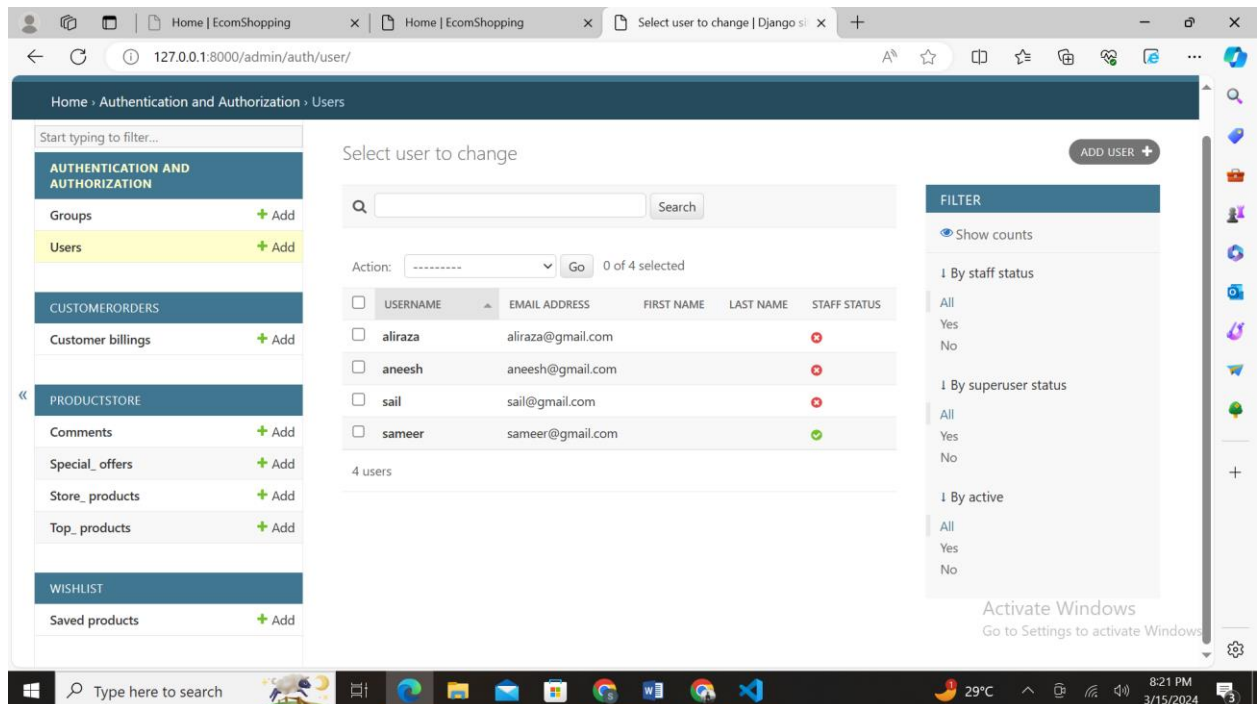 Home | EcomShopping
Home | EcomShopping
Select user to change | Django si
127.0.0.1:8000/admin/auth/user/
Home › Authentication and Authorization › Users
Start typing to filter...
AUTHENTICATION AND
AUTHORIZATION
Groups + Add
Users + Add
CUSTOMERORDERS
Customer billings + Add
PRODUCTSTORE
Comments + Add
Special_ offers + Add
Store_ products + Add
Top_ products + Add
WISHLIST
Saved products + Add
Select user to change
ADD USER +
Search
Action: --------- Go 0 of 4 selected
USERNAME EMAIL ADDRESS FIRST NAME LAST NAME STAFF STATUS
aliraza aliraza@gmail.com
aneesh aneesh@gmail.com
sail sail@gmail.com
sameer sameer@gmail.com
4 users
FILTER
Show counts
↓ By staff status
All
Yes
No
↓ By superuser status
All
Yes
No
↓ By active
All
Yes
No
Activate Windows
Go to Settings to activate Windows
Type here to search
1
29°C
8:21 PM
3/15/2024
3